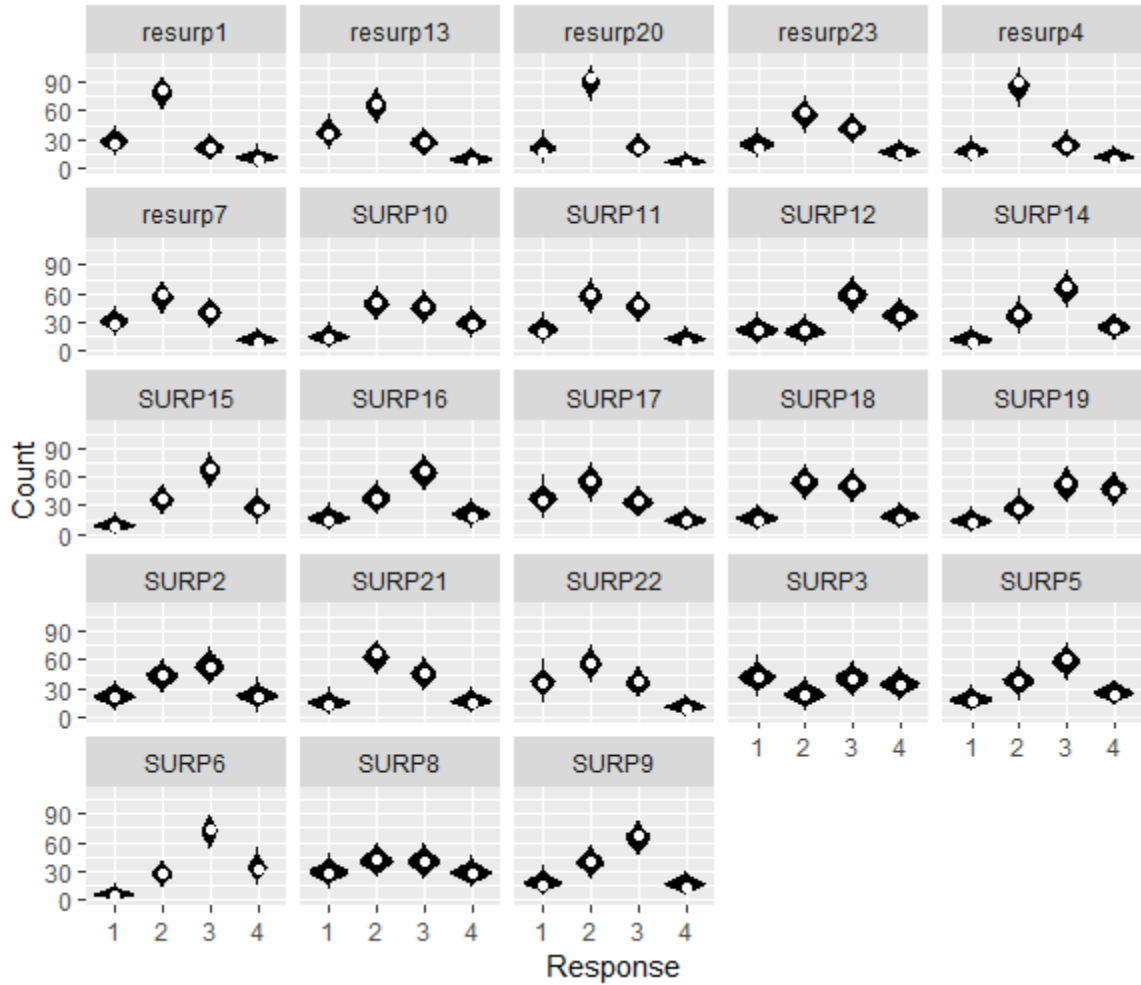 resurp1 resurp13 resurp20 resurp23 resurp4
90
60
30
0
resurp7 SURP10 SURP11 SURP12 SURP14
90
60
30
0
SURP15 SURP16 SURP17 SURP18 SURP19
90
60
30
0
Count
SURP2 SURP21 SURP22 SURP3 SURP5
90
60
30
0
1 2 3 4 1 2 3 4
SURP6 SURP8 SURP9
90
60
30
0
1 2 3 4 1 2 3 4 1 2 3 4
Response